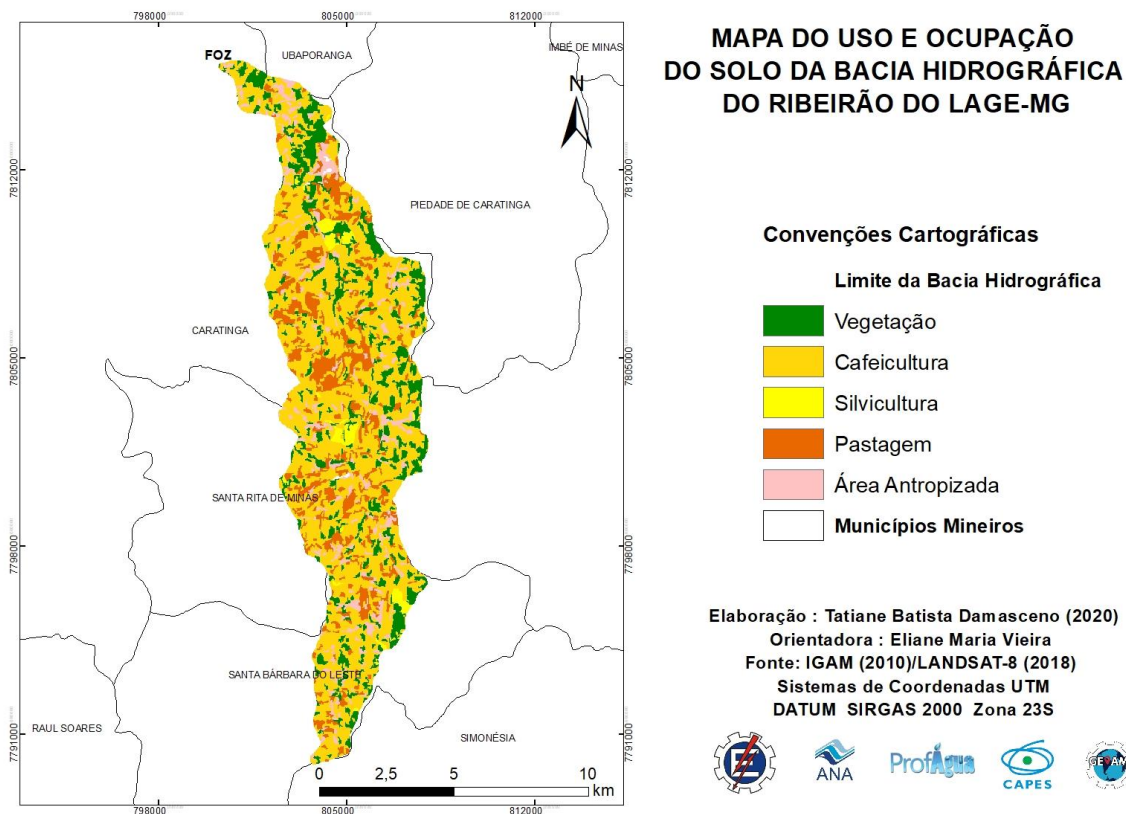 MAPA DO USO E OCUPAÇÃO
DO SOLO DA BACIA HIDROGRÁFICA
DO RIBEIRÃO DO LAGE-MG
798000
805000
812000
FOZ
UBAPORANGA
IMBÉ DE MINAS
N
7812000
7812000
PIEDADE DE CARATINGA
CARATINGA
7805000
7805000
SANTA RITA DE MINAS
7798000
7798000
SANTA BÁRBARA DO LESTE
RAUL SOARES
SIMONÉSIA
7791000
7791000
0
2,5
5
10
km
798000
805000
812000
Convenções Cartográficas
Limite da Bacia Hidrográfica
Vegetação
Cafeicultura
Silvicultura
Pastagem
Área Antropizada
Municípios Mineiros
Elaboração : Tatiane Batista Damasceno (2020)
Orientadora : Eliane Maria Vieira
Fonte: IGAM (2010)/LANDSAT-8 (2018)
Sistemas de Coordenadas UTM
DATUM SIRGAS 2000 Zona 23S
E
ANA
ProfÁgua
CAPES